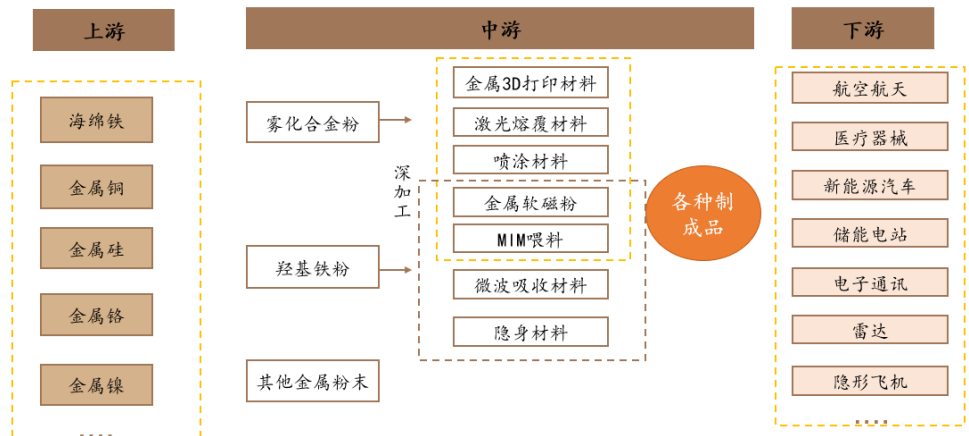 上游
中游
下游
海绵铁
金属铜
金属硅
金属铬
金属镍
....
雾化合金粉
羟基铁粉
其他金属粉末
深加工
金属3D打印材料
激光熔覆材料
喷涂材料
金属软磁粉
MIM喂料
微波吸收材料
隐身材料
各种制
成品
航空航天
医疗器械
新能源汽车
储能电站
电子通讯
雷达
隐形飞机
....